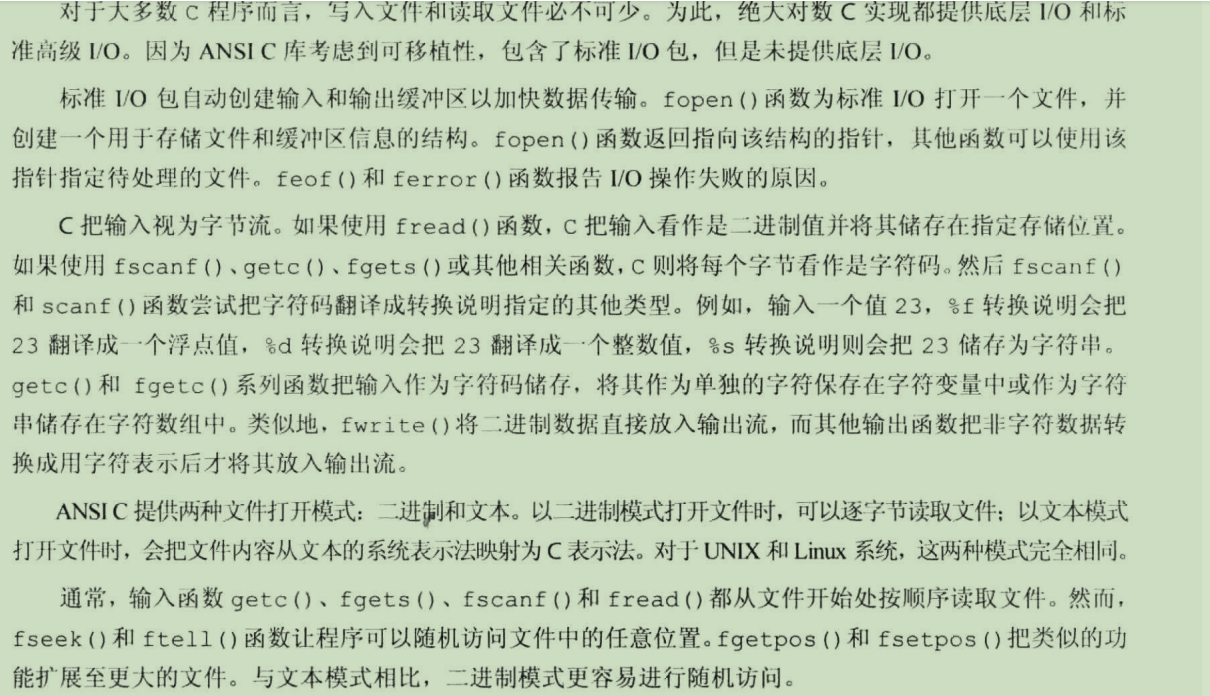 对于大多数 C 程序而言，写入文件和读取文件必不可少。为此，绝大对数 C 实现都提供底层 I/O 和标
准高级 I/O。因为 ANSI C 库考虑到可移植性，包含了标准 I/O 包，但是未提供底层 I/O。
标准 I/O 包自动创建输入和输出缓冲区以加快数据传输。fopen()函数为标准 I/O 打开一个文件，并
创建一个用于存储文件和缓冲区信息的结构。fopen()函数返回指向该结构的指针，其他函数可以使用该
指针指定待处理的文件。feof()和 ferror()函数报告 I/O 操作失败的原因。
C 把输入视为字节流。如果使用 fread()函数，C 把输入看作是二进制值并将其储存在指定存储位置。
如果使用 fscanf()、getc()、fgets()或其他相关函数，C 则将每个字节看作是字符码。然后 fscanf()
和 scanf()函数尝试把字符码翻译成转换说明指定的其他类型。例如，输入一个值 23，%f 转换说明会把
23 翻译成一个浮点值，%d 转换说明会把 23 翻译成一个整数值，%s 转换说明则会把 23 储存为字符串。
getc()和 fgetc()系列函数把输入作为字符码储存，将其作为单独的字符保存在字符变量中或作为字符
串储存在字符数组中。类似地，fwrite()将二进制数据直接放入输出流，而其他输出函数把非字符数据转
换成用字符表示后才将其放入输出流。
ANSI C 提供两种文件打开模式：二进制和文本。以二进制模式打开文件时，可以逐字节读取文件；以文本模式
打开文件时，会把文件内容从文本的系统表示法映射为 C 表示法。对于 UNIX 和 Linux 系统，这两种模式完全相同。
通常，输入函数 getc()、fgets()、fscanf()和 fread()都从文件开始处按顺序读取文件。然而，
fseek()和 ftell()函数让程序可以随机访问文件中的任意位置。fgetpos()和 fsetpos()把类似的功
能扩展至更大的文件。与文本模式相比，二进制模式更容易进行随机访问。